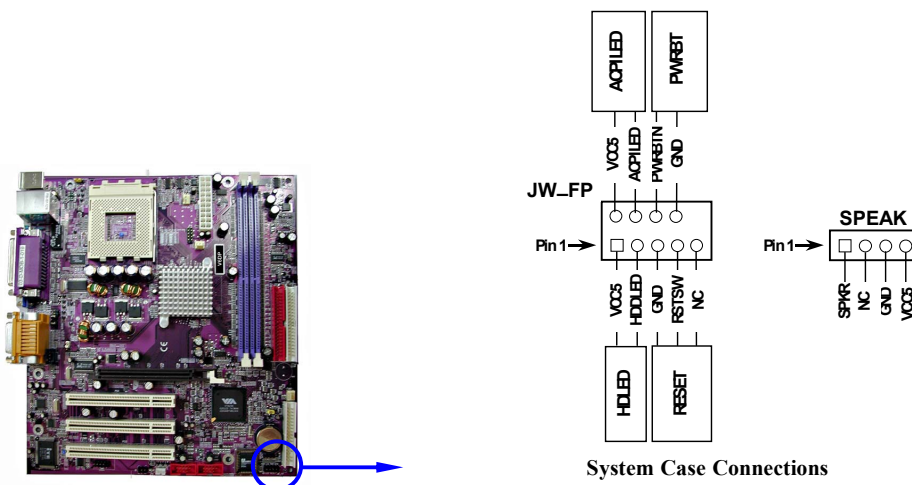 ACPILED
PWRBT
VCC5
ACPILED
PWRBTN
GND
JW_FP
Pin 1
VCC5
HDDLED
GND
RSTSW
NC
HDLED
RESET
SPEAK
Pin 1
SPKR
NC
GND
VCC5
VIA
System Case Connections